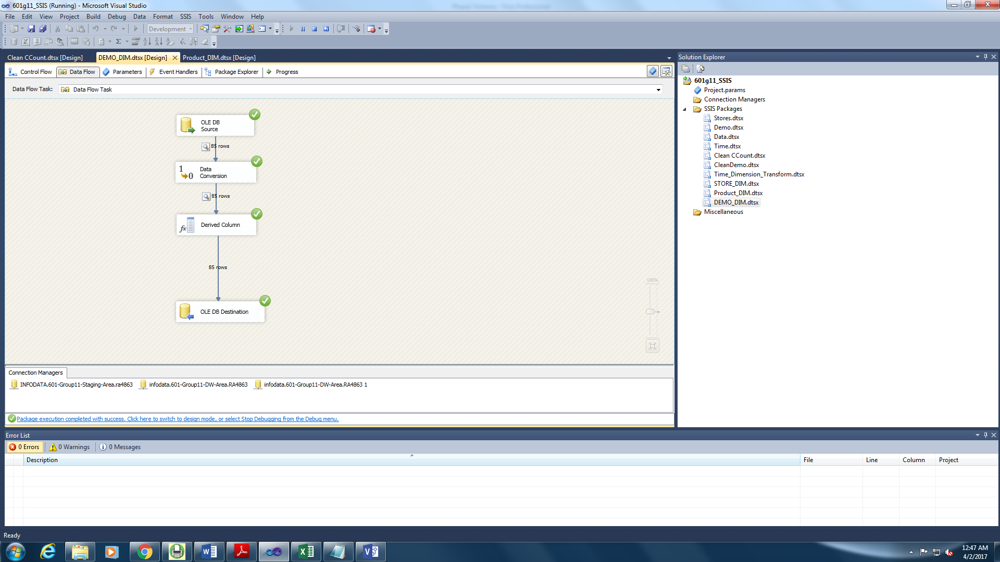 601g11_SSIS (Running) - Microsoft Visual Studio
File Edit View Project Build Debug Data Format SSIS Tools Window Help
Development
Clean CCount.dtsx [Design] DEMO_DIM.dtsx [Design] Product_DIM.dtsx [Design]
Control Flow Data Flow Parameters Event Handlers Package Explorer Progress
Data Flow Task: Data Flow Task
OLE DB
Source
85 rows
Data
Conversion
85 rows
Derived Column
85 rows
OLE DB Destination
100%
Connection Managers
INFODATA.601-Group11-Staging-Area.ra4863 infodata.601-Group11-DW-Area.RA4863 infodata.601-Group11-DW-Area.RA4863 1
Package execution completed with success. Click here to switch to design mode, or select Stop Debugging from the Debug menu.
Solution Explorer
601g11_SSIS
Project.params
Connection Managers
SSIS Packages
Stores.dtsx
Demo.dtsx
Data.dtsx
Time.dtsx
Clean CCount.dtsx
CleanDemo.dtsx
Time_Dimension_Transform.dtsx
STORE_DIM.dtsx
Product_DIM.dtsx
DEMO_DIM.dtsx
Miscellaneous
Error List
0 Errors 0 Warnings 0 Messages
Description File Line Column Project
Ready
12:47 AM
4/2/2017